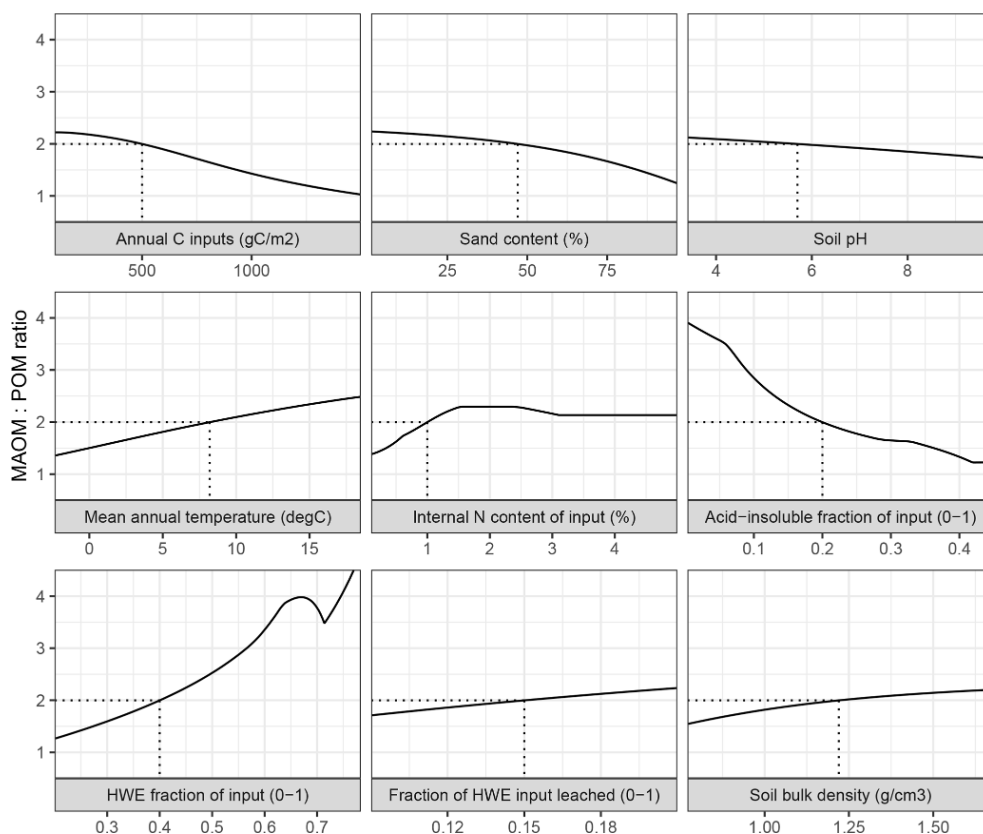 4
3
2
1
Annual C inputs (gC/m2)
Sand content (%)
Soil pH
500 1000
25 50 75
4 6 8
MAOM : POM ratio
4
3
2
1
Mean annual temperature (degC)
Internal N content of input (%)
Acid−insoluble fraction of input (0−1)
0 5 10 15
1 2 3 4
0.1 0.2 0.3 0.4
4
3
2
1
HWE fraction of input (0−1)
Fraction of HWE input leached (0−1)
Soil bulk density (g/cm3)
0.3 0.4 0.5 0.6 0.7
0.12 0.15 0.18
1.00 1.25 1.50